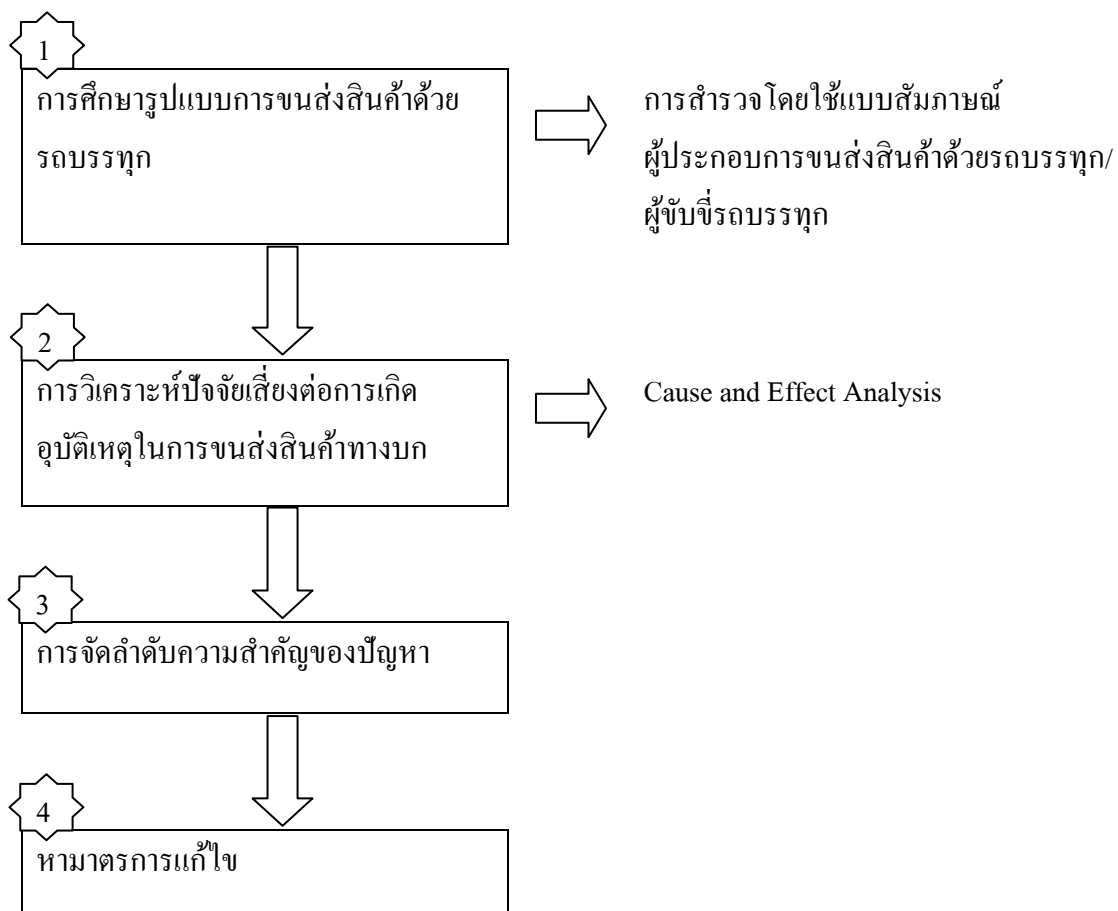 1
การศึกษารูปแบบการขนส่งสินค้าด้วย
รถบรรทุก
การสำรวจโดยใช้แบบสัมภาษณ์
ผู้ประกอบการขนส่งสินค้าด้วยรถบรรทุก/
ผู้ขับขี่รถบรรทุก
2
การวิเคราะห์ปัจจัยเสี่ยงต่อการเกิด
อุบัติเหตุในการขนส่งสินค้าทางบก
Cause and Effect Analysis
3
การจัดลำดับความสำคัญของปัญหา
4
หามาตรการแก้ไข